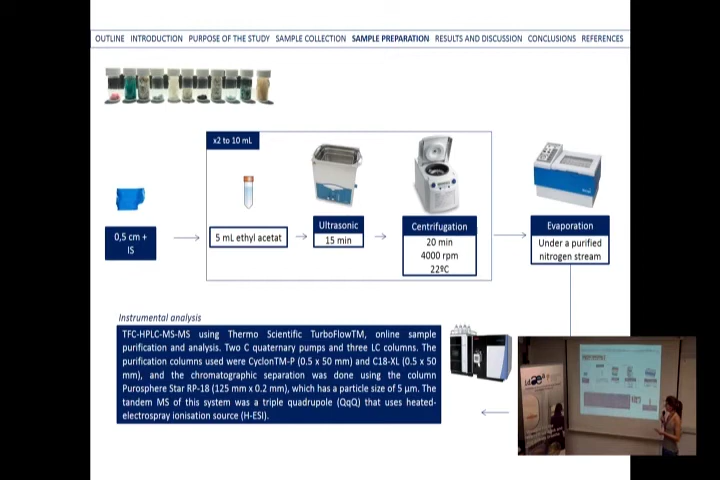 OUTLINE INTRODUCTION PURPOSE OF THE STUDY SAMPLE COLLECTION SAMPLE PREPARATION RESULTS AND DISCUSSION CONCLUSIONS REFERENCES
x2 to 10 mL
0,5 cm +
IS
5 mL ethyl acetat
Ultrasonic
15 min
Centrifugation
20 min
4000 rpm
22ºC
Evaporation
Under a purified
nitrogen stream
Instrumental analysis
TFC-HPLC-MS-MS using Thermo Scientific TurboFlowTM, online sample
purification and analysis. Two C quaternary pumps and three LC columns. The
purification columns used were CyclonTM-P (0.5 x 50 mm) and C18-XL (0.5 x 50
mm), and the chromatographic separation was done using the column
Purosphere Star RP-18 (125 mm x 0.2 mm), which has a particle size of 5 µm. The
tandem MS of this system was a triple quadrupole (QqQ) that uses heated-
electrospray ionisation source (H-ESI).